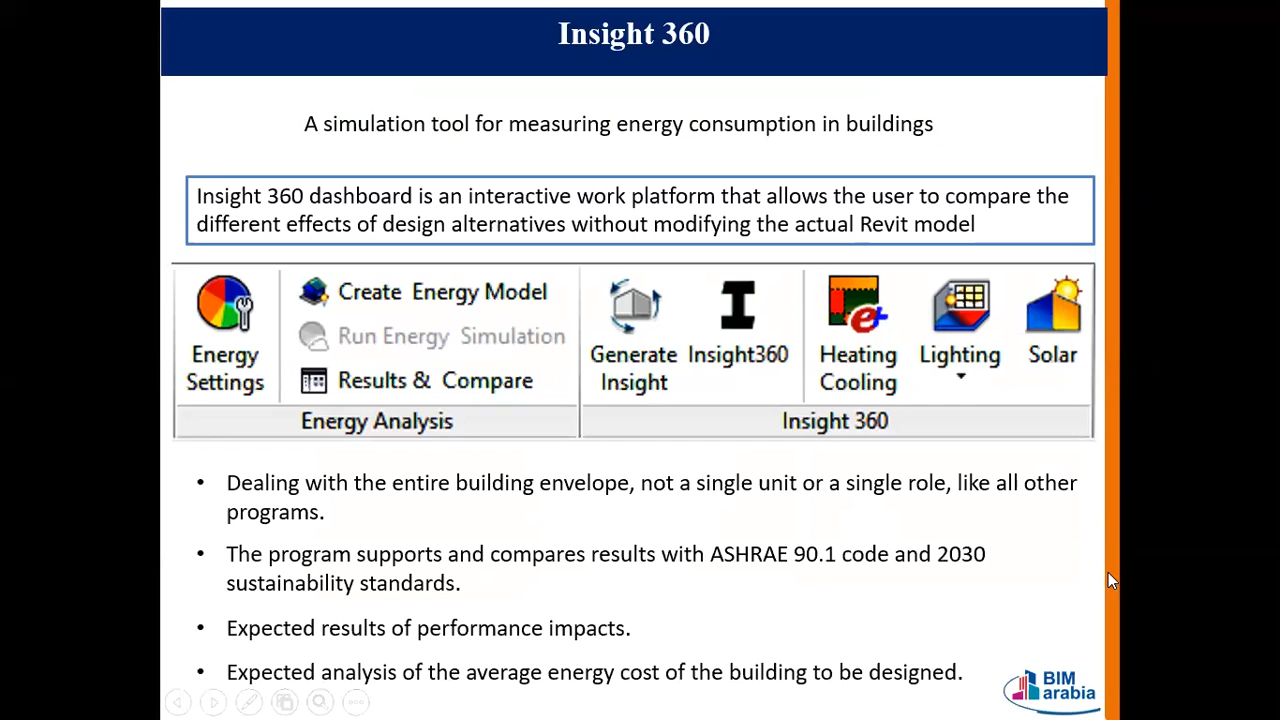 Insight 360
A simulation tool for measuring energy consumption in buildings
Insight 360 dashboard is an interactive work platform that allows the user to compare the
different effects of design alternatives without modifying the actual Revit model
Energy
Settings
Create Energy Model
Run Energy Simulation
Results & Compare
Energy Analysis
Generate
Insight
Insight360
Heating
Cooling
Lighting
Solar
Insight 360
• Dealing with the entire building envelope, not a single unit or a single role, like all other
programs.
• The program supports and compares results with ASHRAE 90.1 code and 2030
sustainability standards.
• Expected results of performance impacts.
• Expected analysis of the average energy cost of the building to be designed.
BIM
arabia